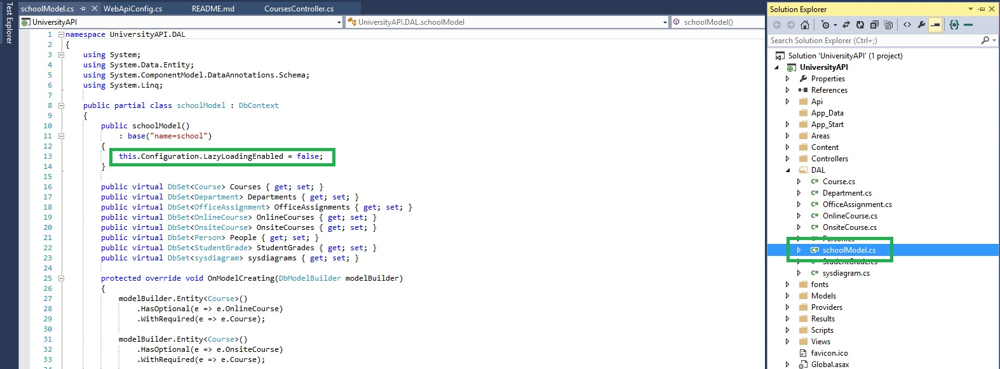 Test Explorer
schoolModel.cs
WebApiConfig.cs
README.md
CoursesController.cs
UniversityAPI
UniversityAPI.DAL.schoolModel
schoolModel()
1 namespace UniversityAPI.DAL
2 {
3 using System;
4 using System.Data.Entity;
5 using System.ComponentModel.DataAnnotations.Schema;
6 using System.Linq;
7
8 public partial class schoolModel : DbContext
9 {
10 public schoolModel()
11 : base("name=school")
12 {
13 this.Configuration.LazyLoadingEnabled = false;
14 }
15
16 public virtual DbSet<Course> Courses { get; set; }
17 public virtual DbSet<Department> Departments { get; set; }
18 public virtual DbSet<OfficeAssignment> OfficeAssignments { get; set; }
19 public virtual DbSet<OnlineCourse> OnlineCourses { get; set; }
20 public virtual DbSet<OnsiteCourse> OnsiteCourses { get; set; }
21 public virtual DbSet<Person> People { get; set; }
22 public virtual DbSet<StudentGrade> StudentGrades { get; set; }
23 public virtual DbSet<sysdiagram> sysdiagrams { get; set; }
24
25 protected override void OnModelCreating(DbModelBuilder modelBuilder)
26 {
27 modelBuilder.Entity<Course>()
28 .HasOptional(e => e.OnlineCourse)
29 .WithRequired(e => e.Course);
30
31 modelBuilder.Entity<Course>()
32 .HasOptional(e => e.OnsiteCourse)
33 .WithRequired(e => e.Course);
Solution Explorer
Search Solution Explorer (Ctrl+;)
Solution 'UniversityAPI' (1 project)
UniversityAPI
Properties
References
Api
App_Data
App_Start
Areas
Content
Controllers
DAL
C# Course.cs
C# Department.cs
C# OfficeAssignment.cs
C# OnlineCourse.cs
C# OnsiteCourse.cs
C# Person.cs
C# schoolModel.cs
C# StudentGrade.cs
C# sysdiagram.cs
fonts
Models
Providers
Results
Scripts
Views
favicon.ico
Global.asax